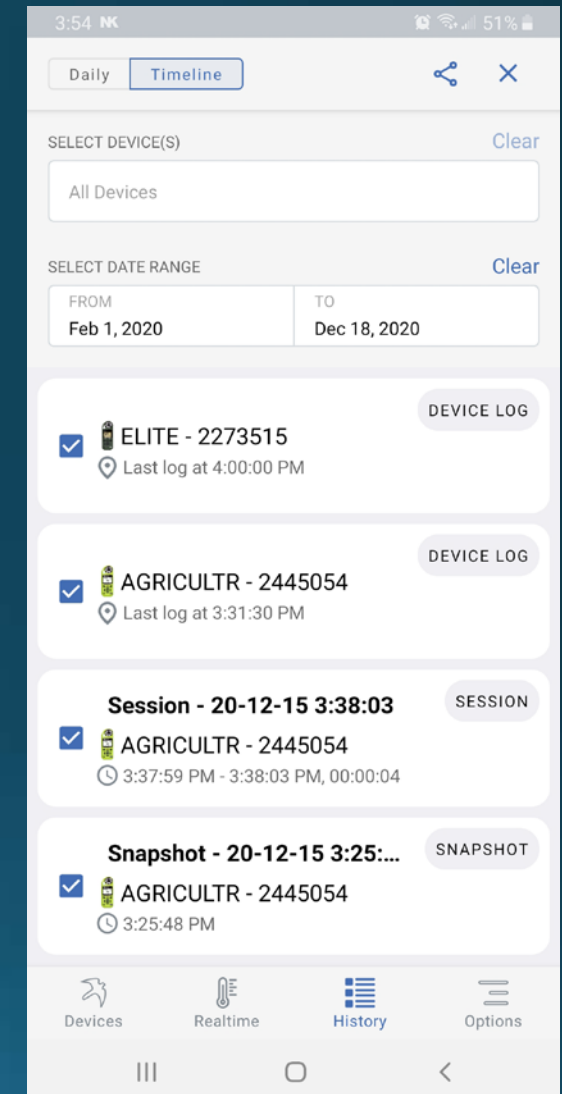 3:54 NK 51%
Daily Timeline
SELECT DEVICE(S) Clear
All Devices
SELECT DATE RANGE Clear
FROM TO
Feb 1, 2020 Dec 18, 2020
DEVICE LOG
ELITE - 2273515
Last log at 4:00:00 PM
DEVICE LOG
AGRICULTR - 2445054
Last log at 3:31:30 PM
Session - 20-12-15 3:38:03 SESSION
AGRICULTR - 2445054
3:37:59 PM - 3:38:03 PM, 00:00:04
Snapshot - 20-12-15 3:25:... SNAPSHOT
AGRICULTR - 2445054
3:25:48 PM
Devices Realtime History Options